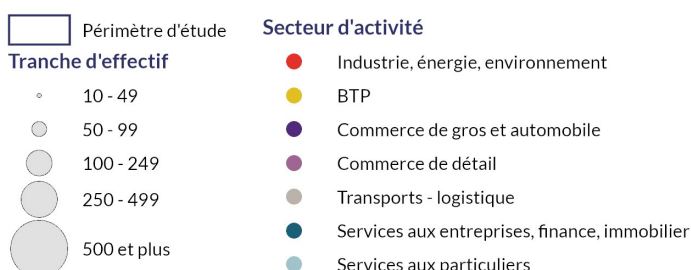 Périmètre d'étude
Tranche d'effectif
10 - 49
50 - 99
100 - 249
250 - 499
500 et plus
Secteur d'activité
Industrie, énergie, environnement
BTP
Commerce de gros et automobile
Commerce de détail
Transports - logistique
Services aux entreprises, finance, immobilier
Services aux particuliers